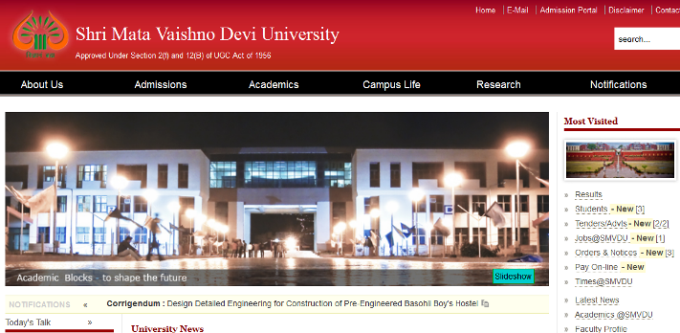 Home | E-Mail | Admission Portal | Disclaimer | Contac
Shri Mata Vaishno Devi University
search...
Approved Under Section 2(f) and 12(B) of UGC Act of 1956
About Us Admissions Academics Campus Life Research Notifications
Most Visited
Results
Students - New [3]
Tenders/Advts - New [2/2]
Jobs@SMVDU - New [1]
Orders & Notices - New [3]
Pay On-line - New
Times@SMVDU
Latest News
Academics @SMVDU
Faculty Profile
Academic Blocks - to shape the future
Slideshow
NOTIFICATIONS « Corrigendum : Design Detailed Engineering for Construction of Pre-Engineered Basohli Boy's Hostel
Today's Talk »
University News